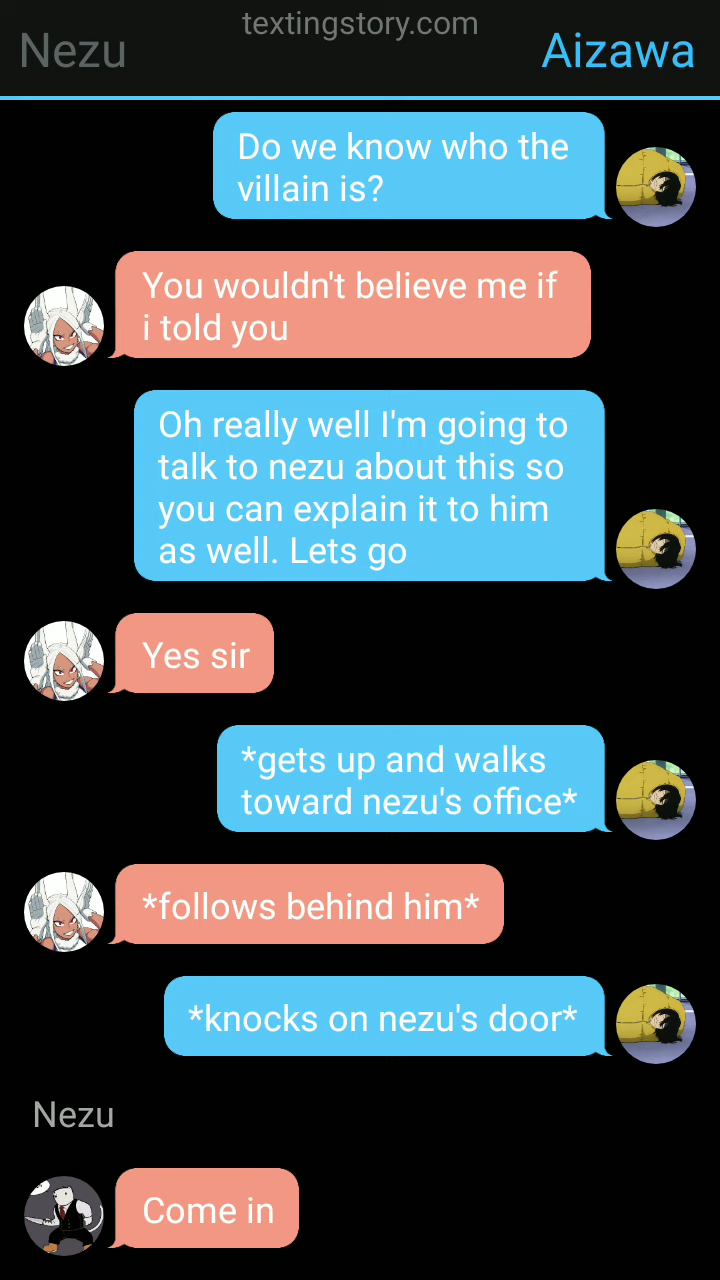 textingstory.com
Nezu
Aizawa
Do we know who the
villain is?
You wouldn't believe me if
i told you
Oh really well I'm going to
talk to nezu about this so
you can explain it to him
as well. Lets go
Yes sir
*gets up and walks
toward nezu's office*
*follows behind him*
*knocks on nezu's door*
Nezu
Come in